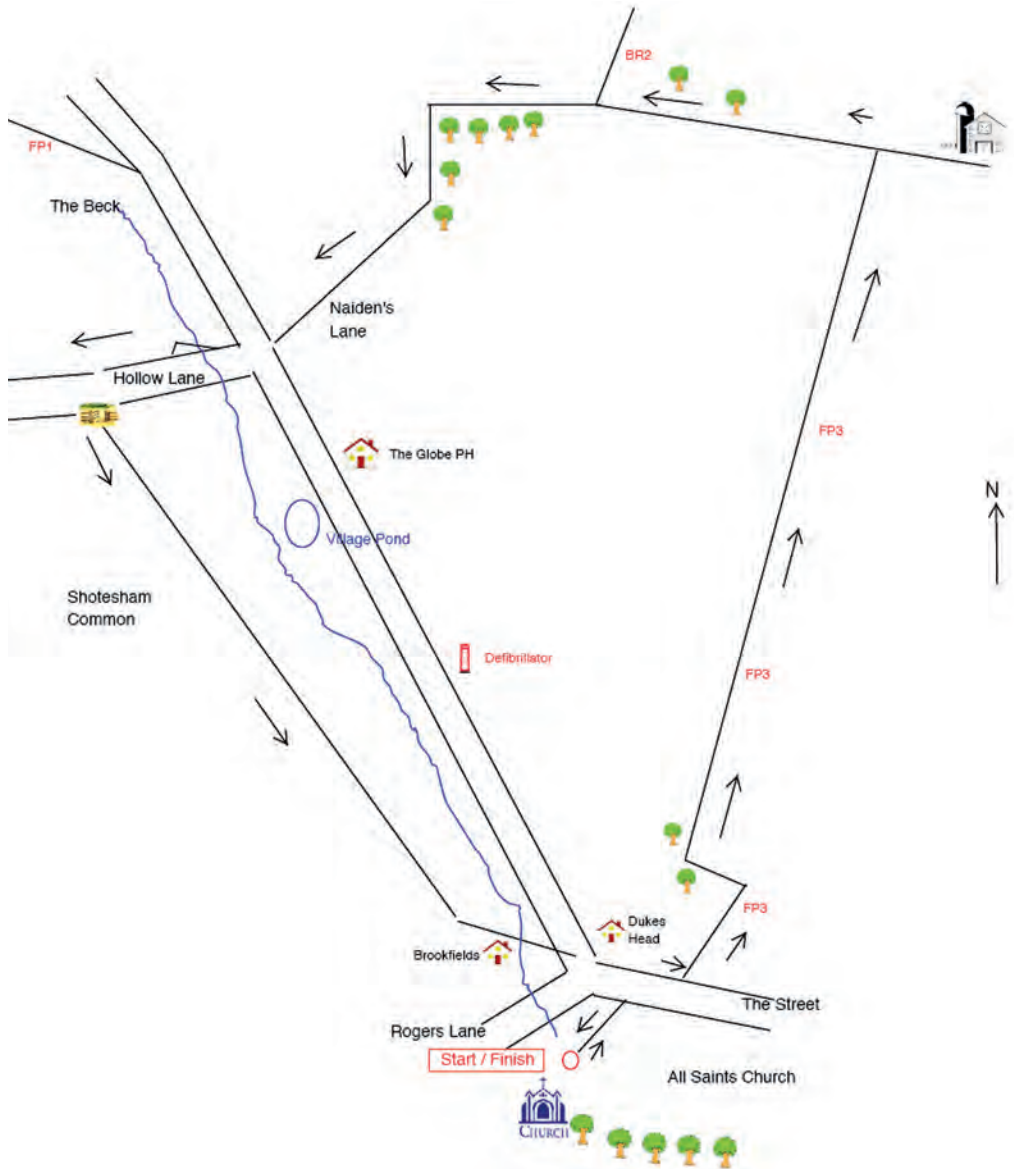 BR2
FP1
The Beck
Naiden's
Lane
Hollow Lane
The Globe PH
FP3
N
Village Pond
Shotesham
Common
Defibrillator
FP3
FP3
Dukes
Head
Brookfields
The Street
Rogers Lane
Start / Finish
All Saints Church
CHURCH